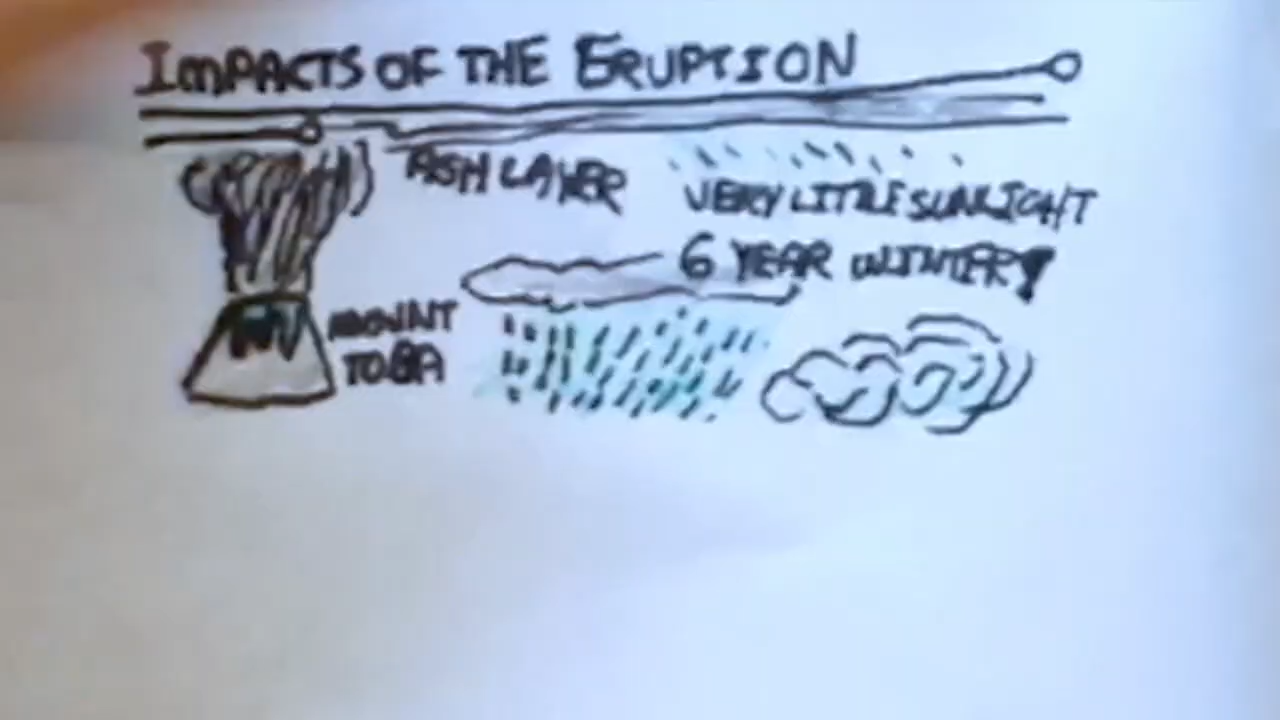 IMPACTS OF THE ERUPTION
ASH LAYER
VERY LITTLE SUNLIGHT
6 YEAR WINTER
MOUNT
TOBA